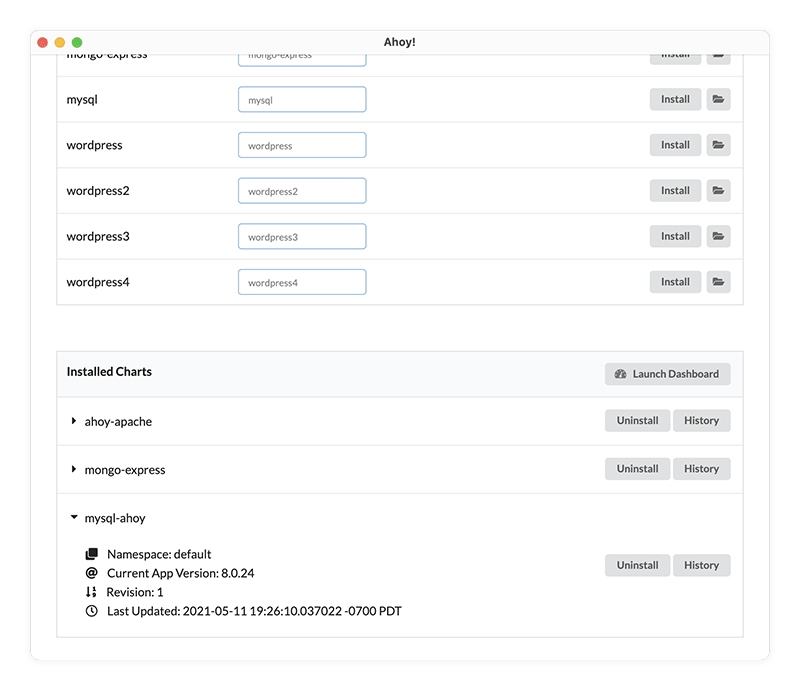 Ahoy!
mongo-express mongo-express Install
mysql mysql Install
wordpress wordpress Install
wordpress2 wordpress2 Install
wordpress3 wordpress3 Install
wordpress4 wordpress4 Install
Installed Charts Launch Dashboard
ahoy-apache Uninstall History
mongo-express Uninstall History
mysql-ahoy
Namespace: default
Current App Version: 8.0.24 Uninstall History
Revision: 1
Last Updated: 2021-05-11 19:26:10.037022 -0700 PDT